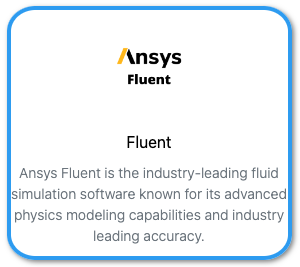 Ansys
Fluent
Fluent
Ansys Fluent is the industry-leading fluid
simulation software known for its advanced
physics modeling capabilities and industry
leading accuracy.